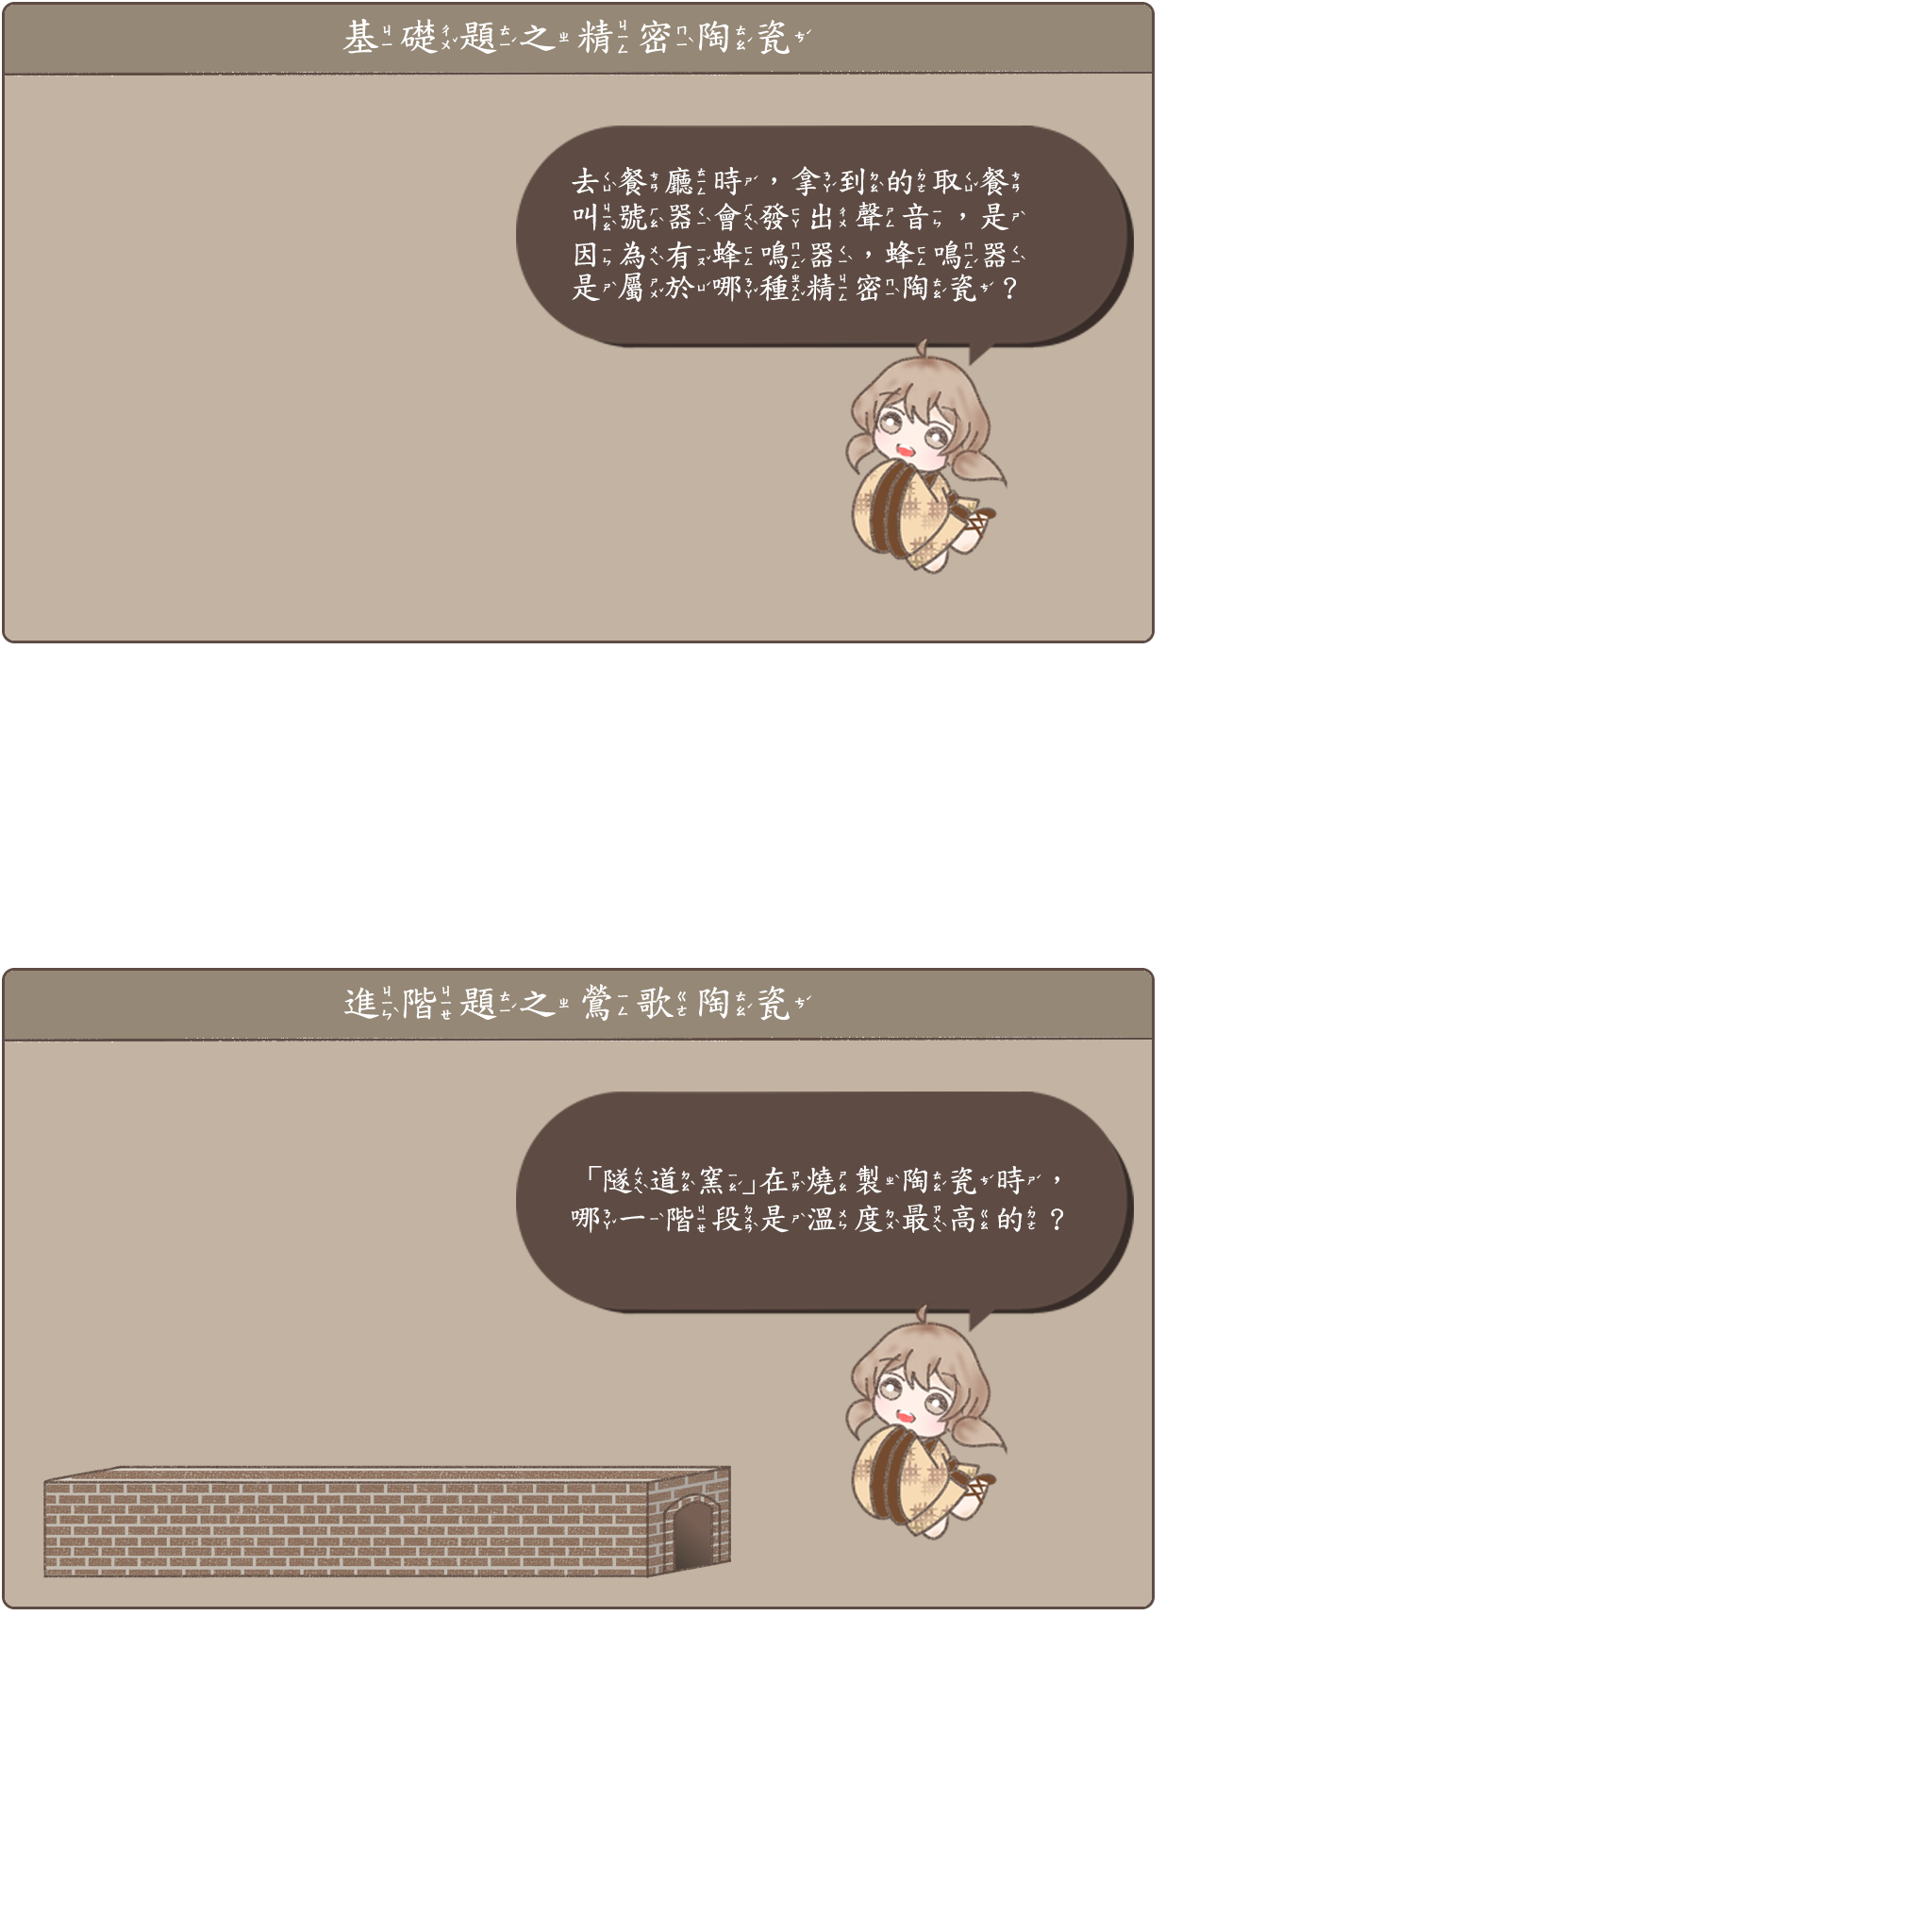 基礎題之精密陶瓷
去餐廳時，拿到的取餐
叫號器會發出聲音，是
因為有蜂鳴器，蜂鳴器
是屬於哪種精密陶瓷？
進階題之鶯歌陶瓷
「隧道窯」在燒製陶瓷時，
哪一階段是溫度最高的？